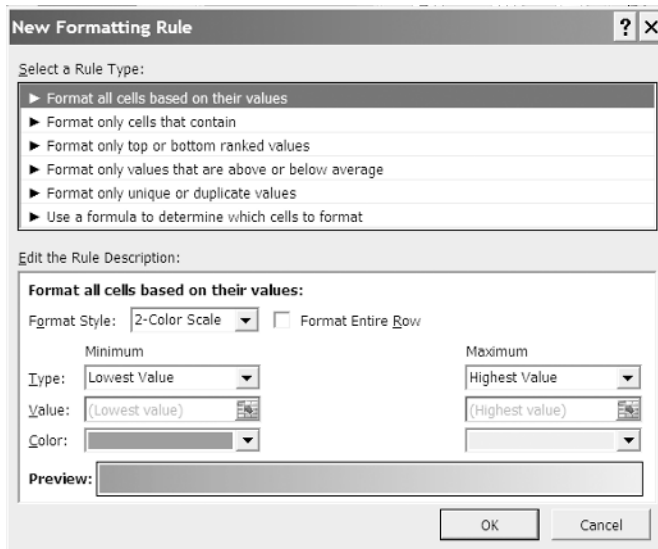 New Formatting Rule ? ×
Select a Rule Type:
► Format all cells based on their values
► Format only cells that contain
► Format only top or bottom ranked values
► Format only values that are above or below average
► Format only unique or duplicate values
► Use a formula to determine which cells to format
Edit the Rule Description:
Format all cells based on their values:
Format Style: 2-Color Scale Format Entire Row
Minimum Maximum
Type: Lowest Value Highest Value
Value: (Lowest value) (Highest value)
Color:
Preview:
OK Cancel